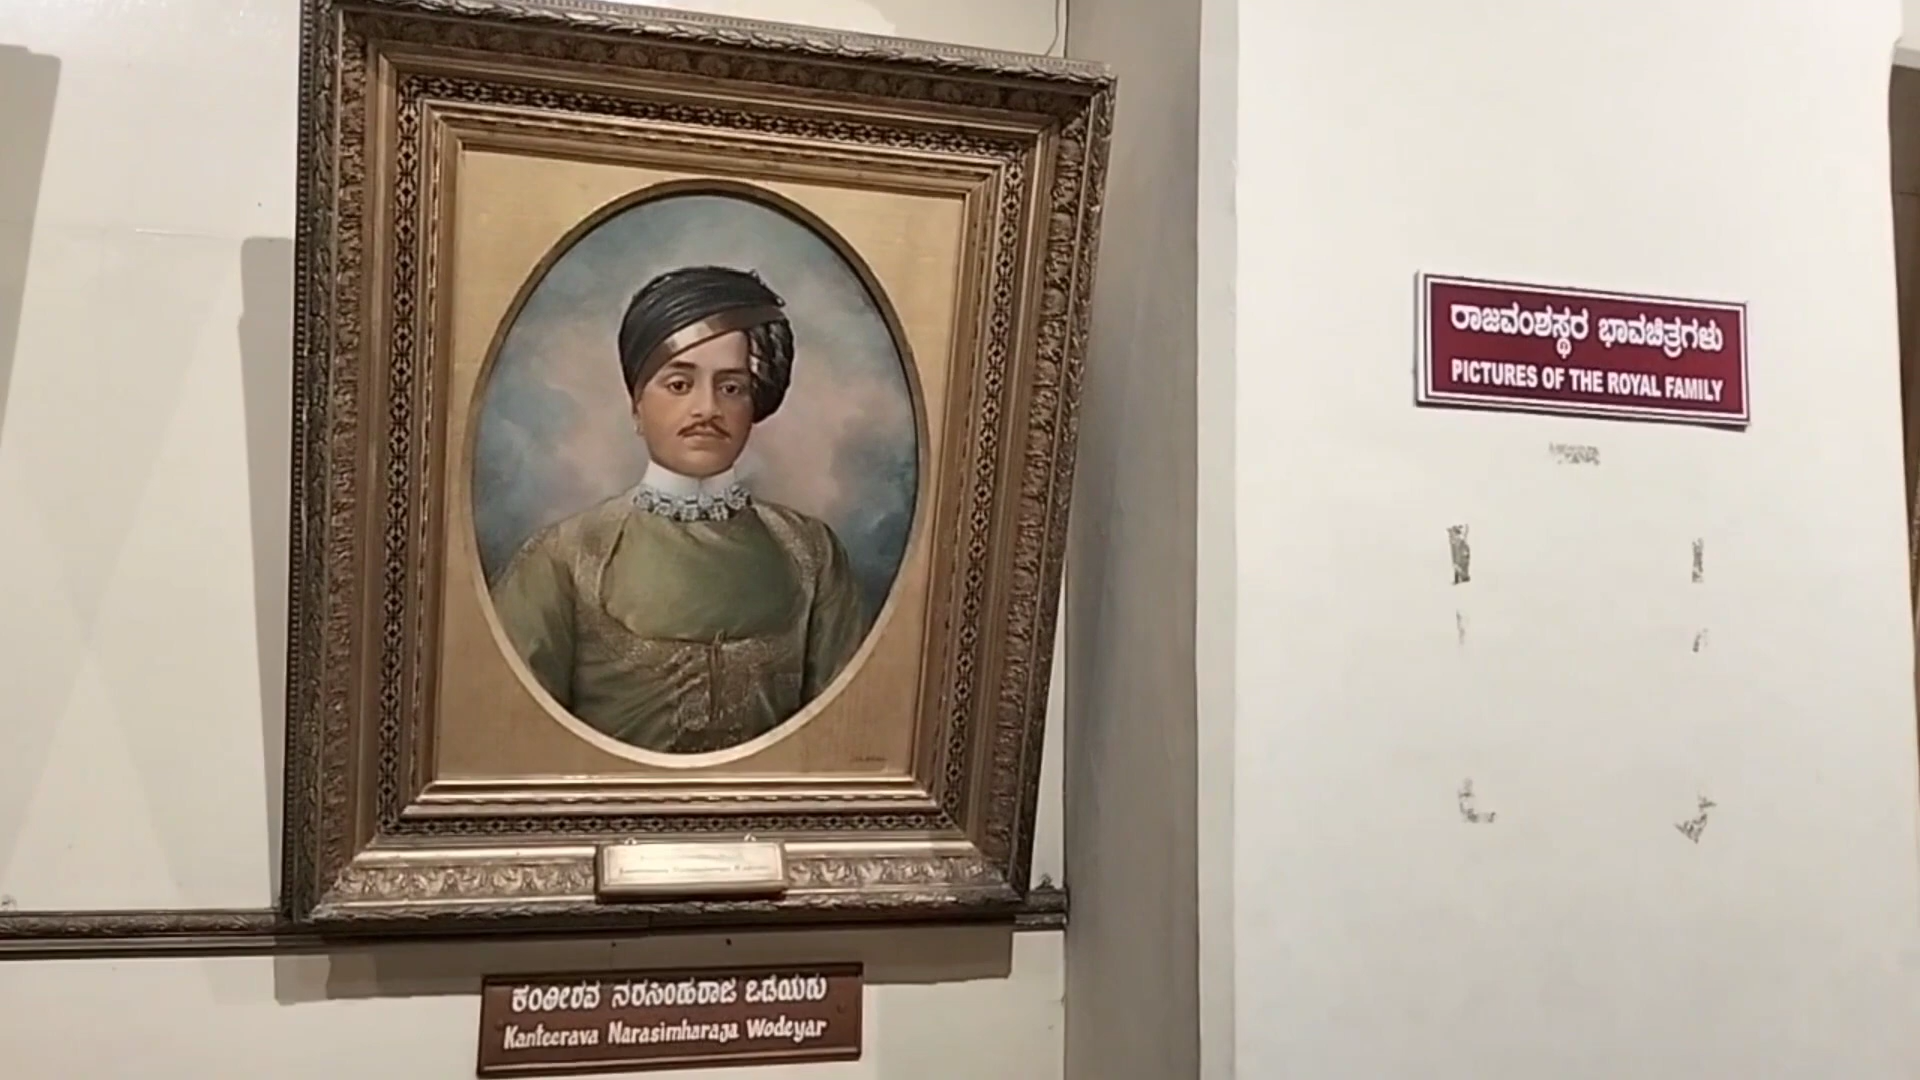 ರಾಜವಂಶಸ್ಥರ ಭಾವಚಿತ್ರಗಳು
PICTURES OF THE ROYAL FAMILY
ಕಂಠೀರವ ನರಸಿಂಹರಾಜ ಒಡೆಯರು
Kanteerava Narasimharaja Wodeyar